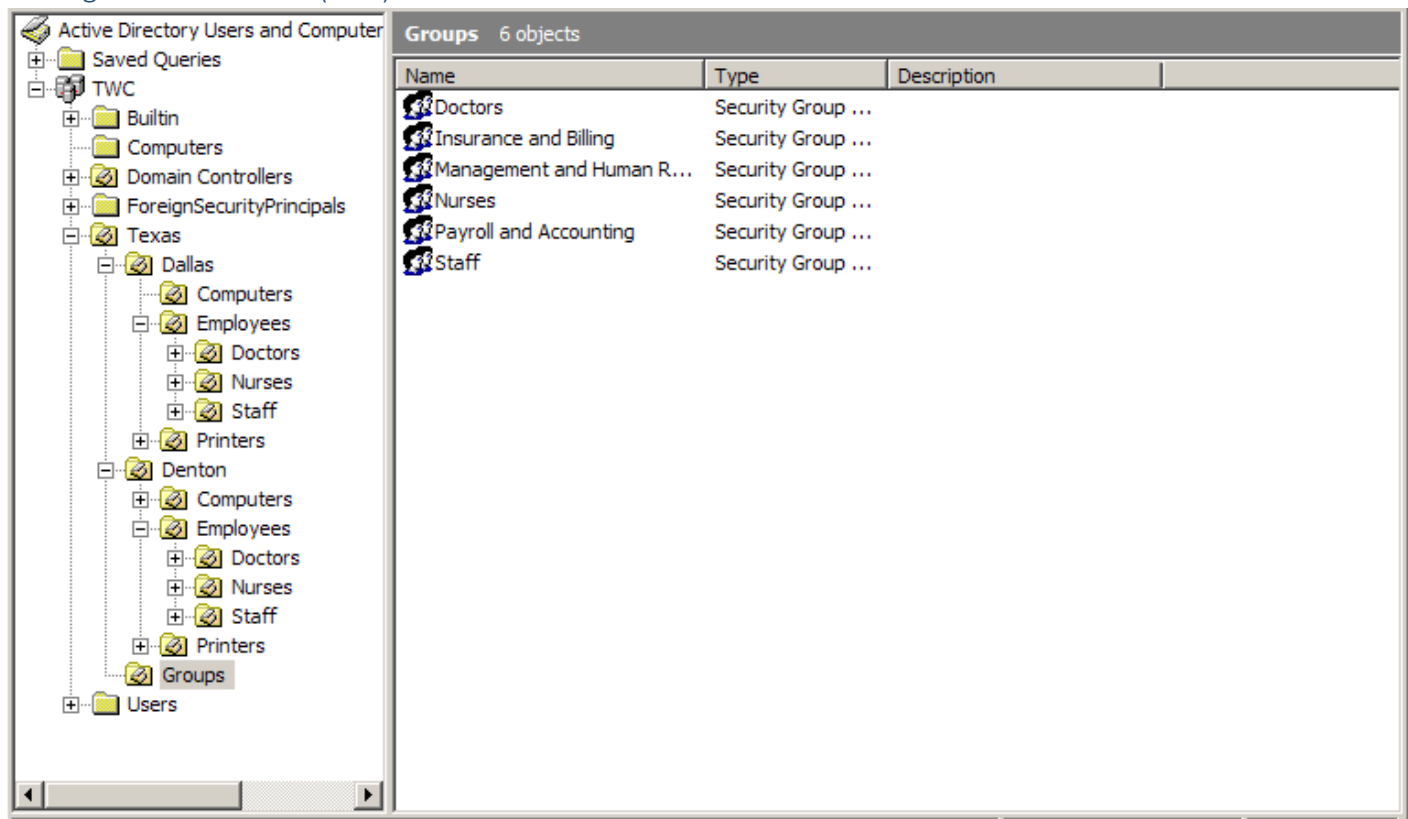 Active Directory Users and Computer
Saved Queries
TWC
Builtin
Computers
Domain Controllers
ForeignSecurityPrincipals
Texas
Dallas
Computers
Employees
Doctors
Nurses
Staff
Printers
Denton
Computers
Employees
Doctors
Nurses
Staff
Printers
Groups
Users
Groups 6 objects
Name Type Description
Doctors Security Group ...
Insurance and Billing Security Group ...
Management and Human R... Security Group ...
Nurses Security Group ...
Payroll and Accounting Security Group ...
Staff Security Group ...